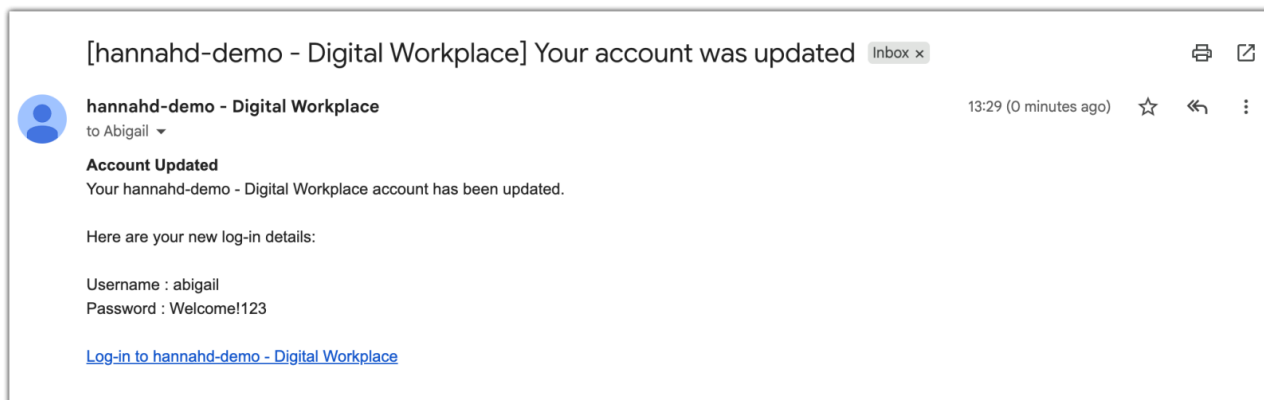 [hannahd-demo - Digital Workplace] Your account was updated Inbox ×
hannahd-demo - Digital Workplace 13:29 (0 minutes ago)
to Abigail
Account Updated
Your hannahd-demo - Digital Workplace account has been updated.
Here are your new log-in details:
Username : abigail
Password : Welcome!123
Log-in to hannahd-demo - Digital Workplace